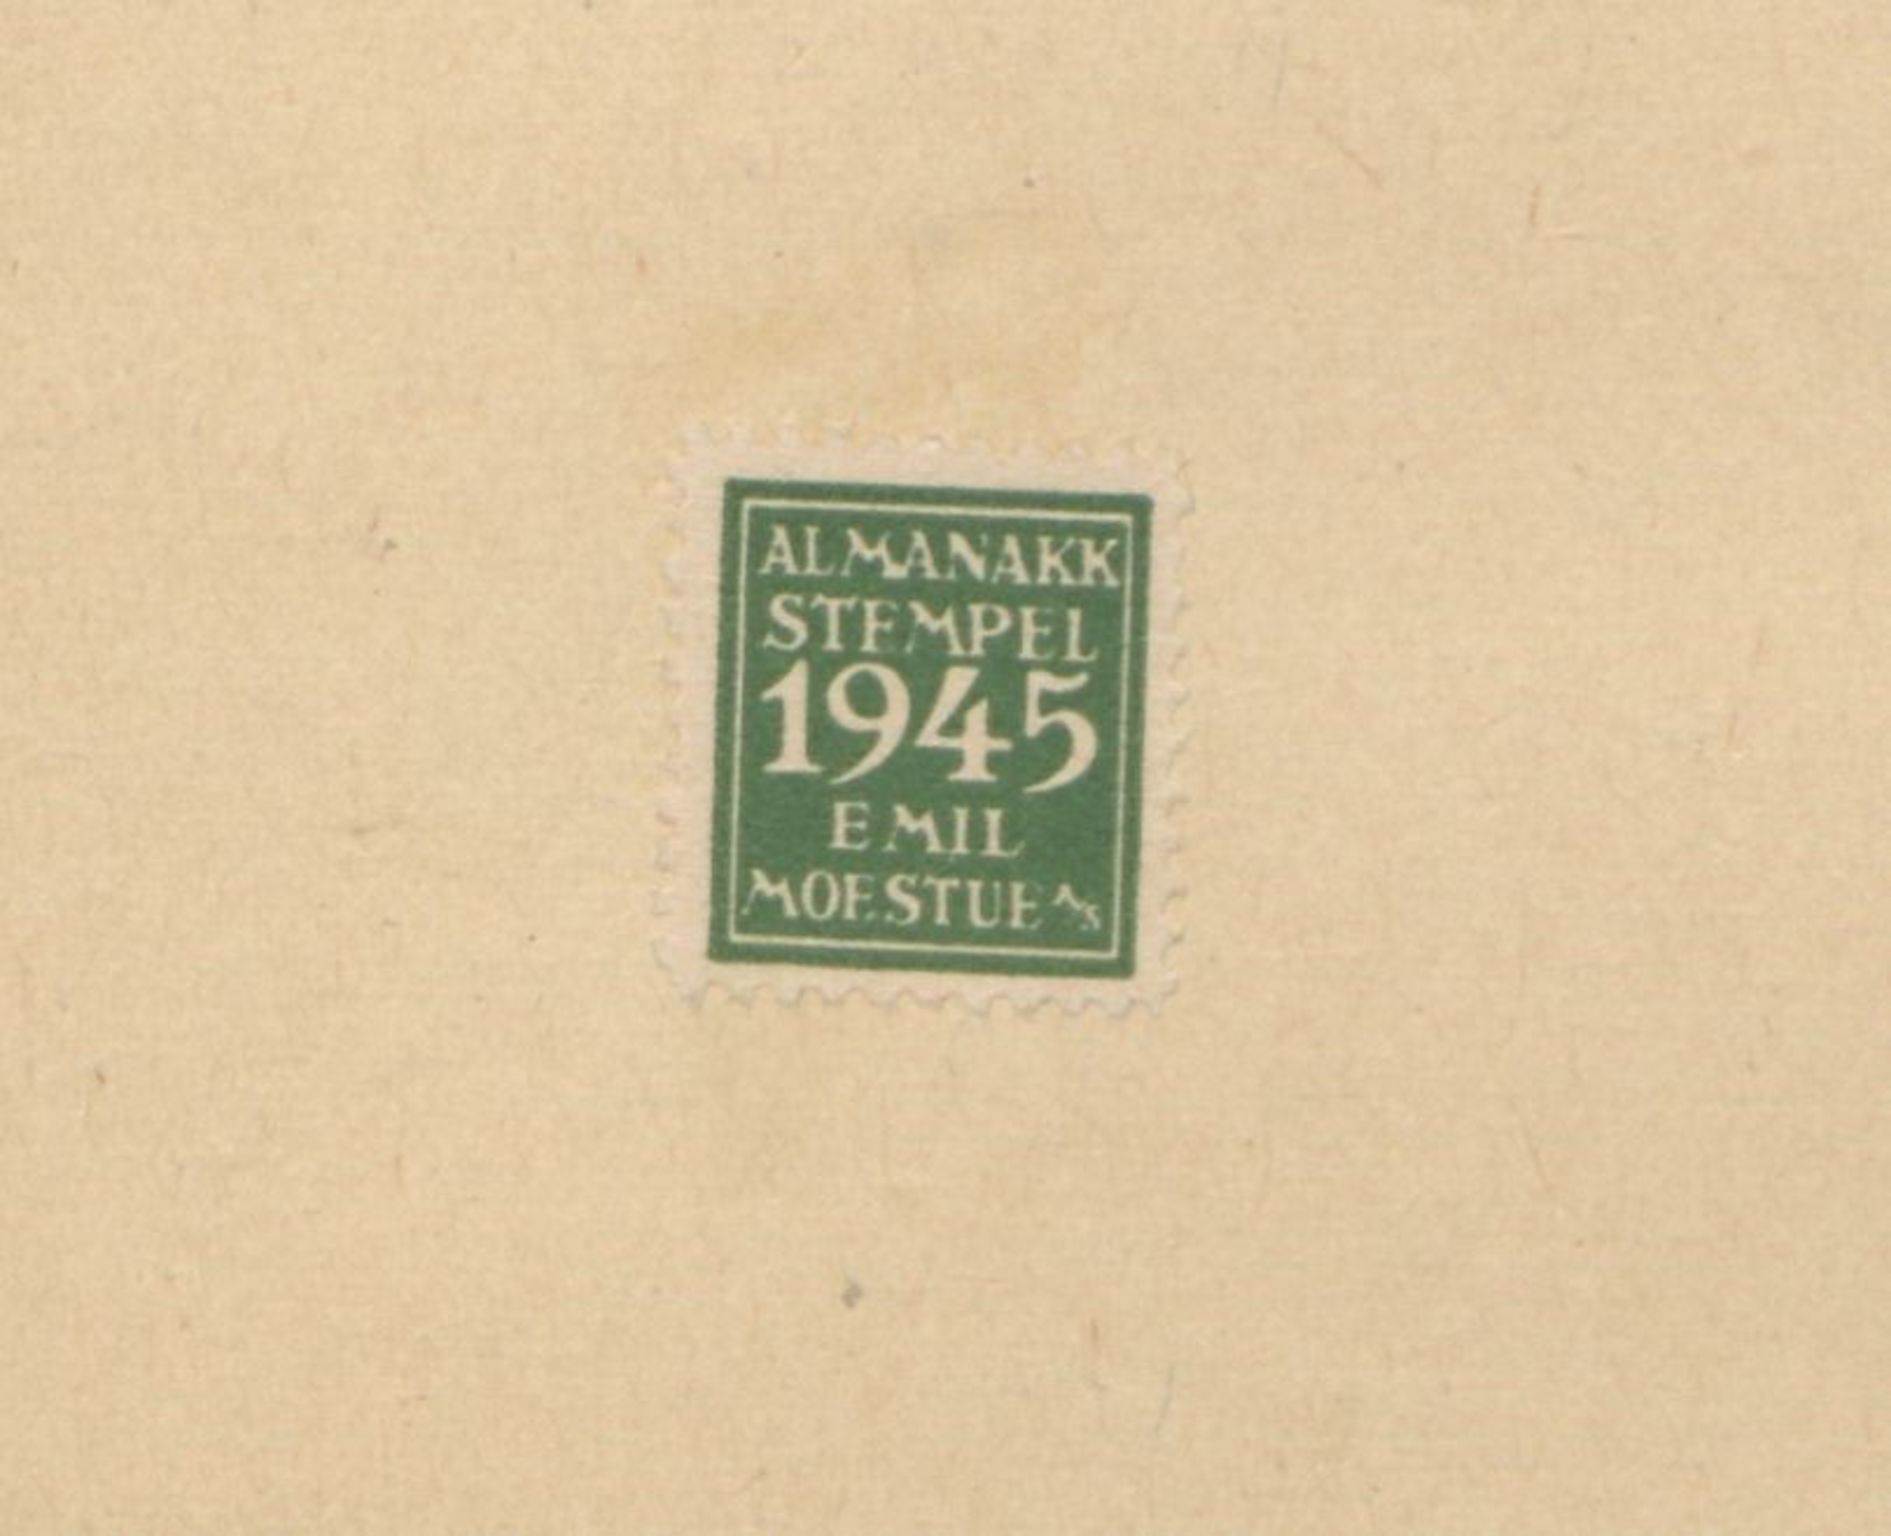 ALMANAKK
STEMPEL
1945
EMIL
MOESTUE A/S